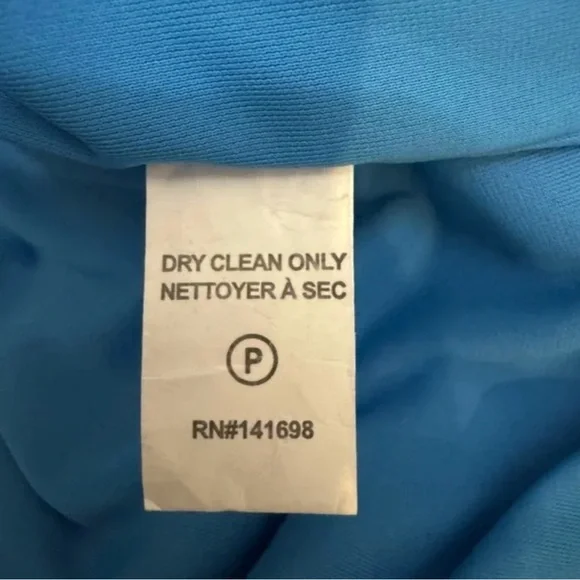 DRY CLEAN ONLY
NETTOYER À SEC
P
RN#141698